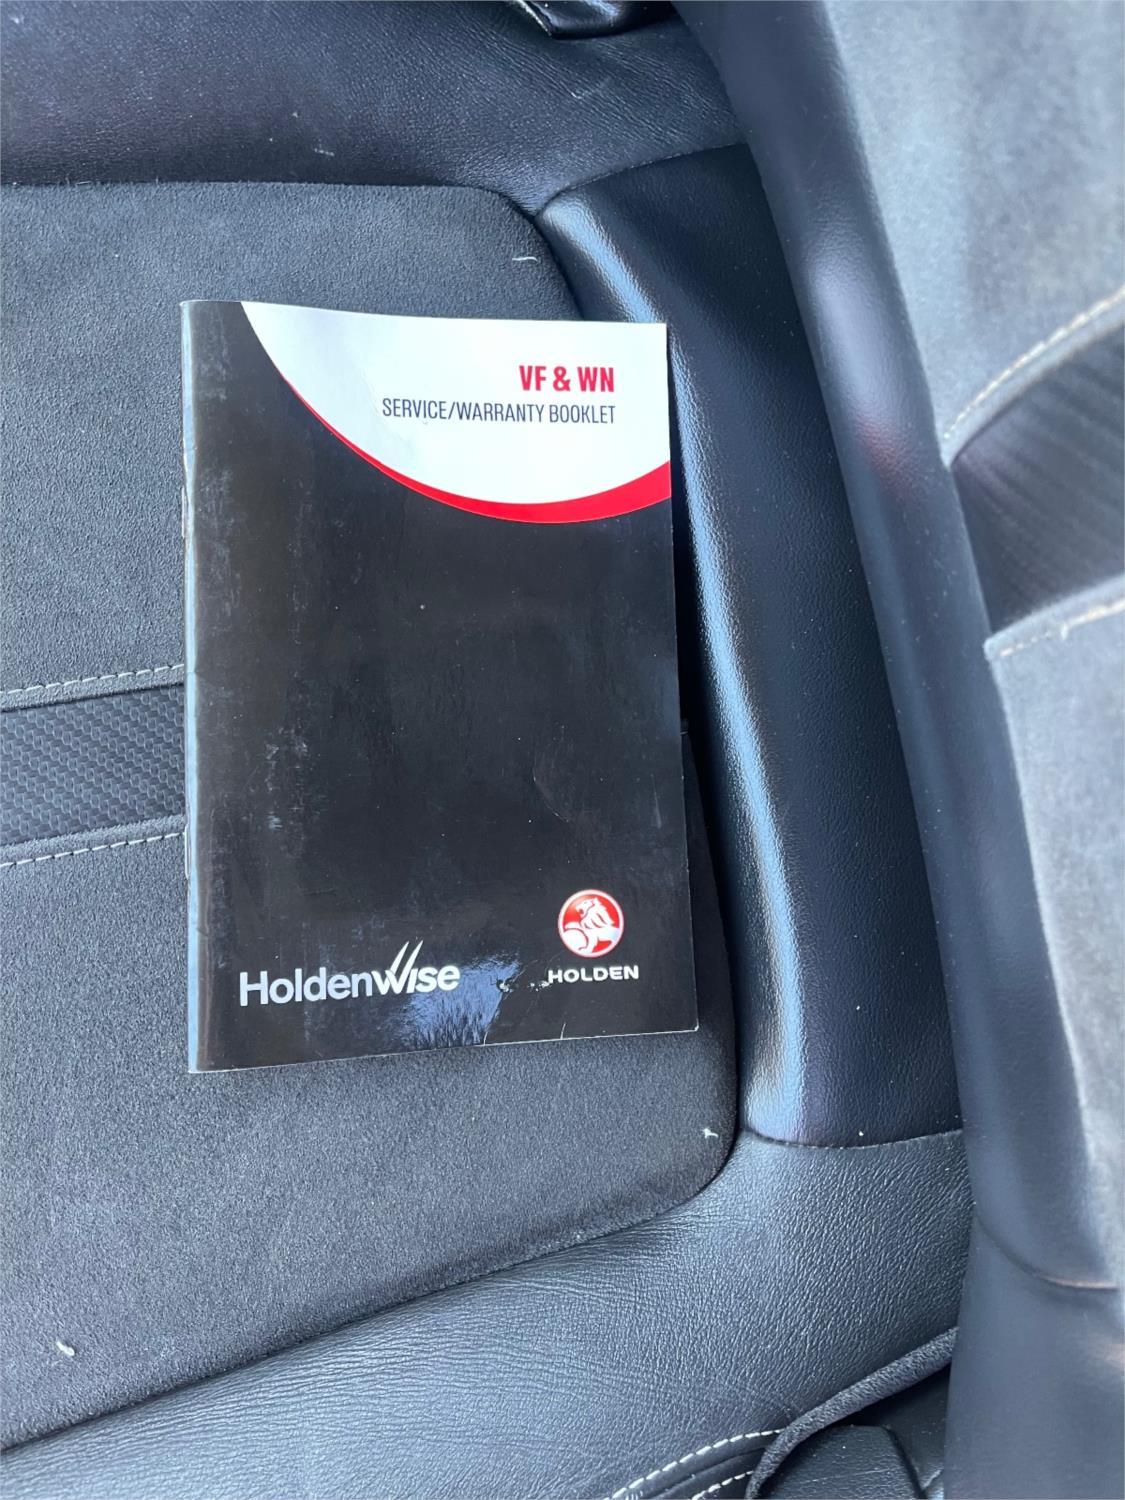 VF & WN
SERVICE/WARRANTY BOOKLET
HoldenWise
HOLDEN